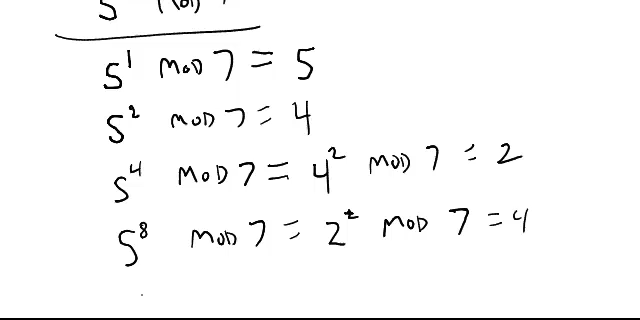 5¹ MOD 7 = 5
5² MOD 7 = 4
5⁴ MOD 7 = 4² MOD 7 = 2
5⁸ MOD 7 = 2² MOD 7 = 4